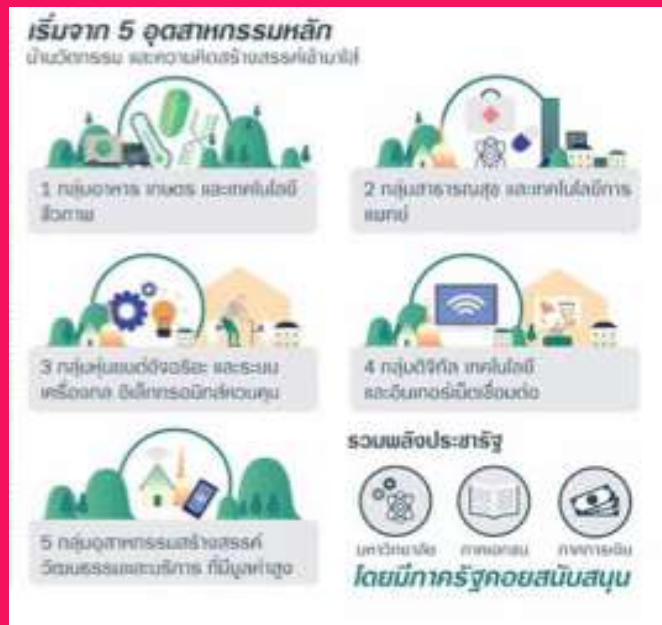 เริ่มจาก 5 อุตสาหกรรมหลัก
นำนวัตกรรม และความคิดสร้างสรรค์เข้ามาใส่
1 กลุ่มอาหาร เกษตร และเทคโนโลยี
ชีวภาพ
2 กลุ่มสาธารณสุข และเทคโนโลยีการ
แพทย์
3 กลุ่มหุ่นยนต์อัจฉริยะ และระบบ
เครื่องกล อิเล็กทรอนิกส์ควบคุม
4 กลุ่มดิจิทัล เทคโนโลยี
และอินเทอร์เน็ตเชื่อมต่อ
5 กลุ่มอุตสาหกรรมสร้างสรรค์
วัฒนธรรมและบริการ ที่มีมูลค่าสูง
รวมพลังประชารัฐ
มหาวิทยาลัย ภาคเอกชน ภาคการเงิน
โดยมีภาครัฐคอยสนับสนุน